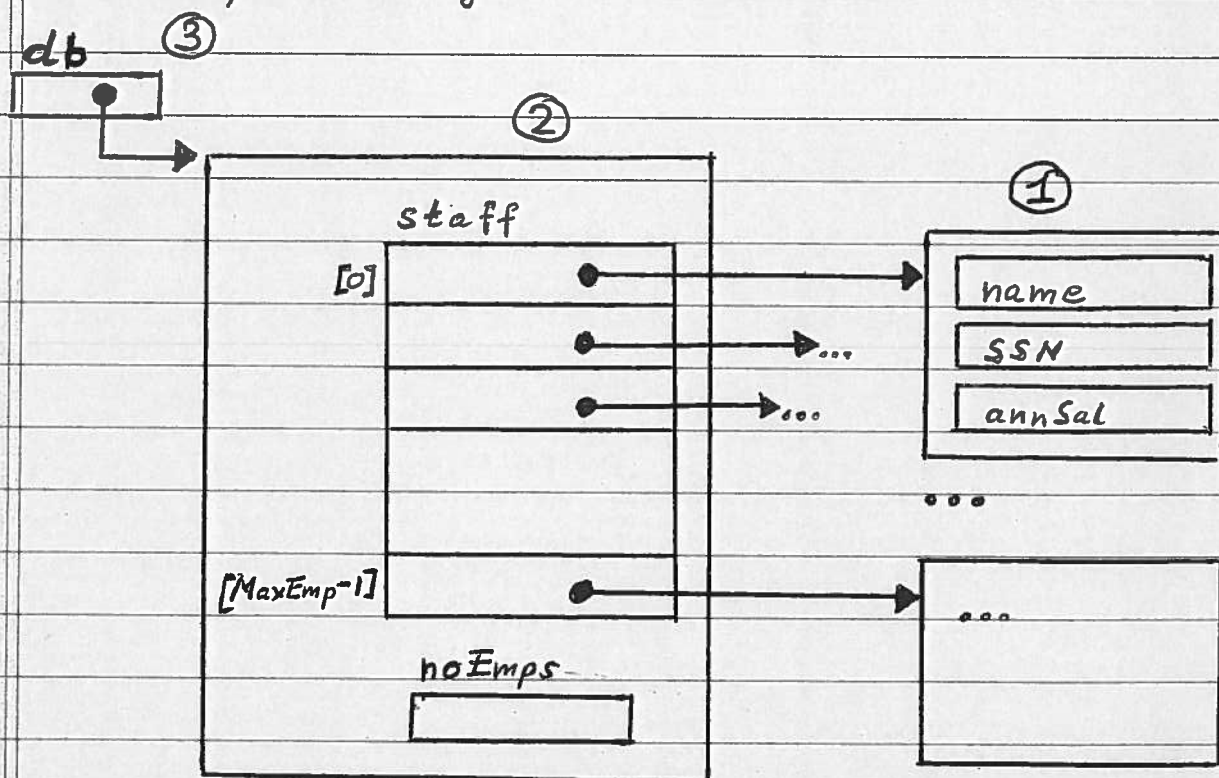 ③
db
②
①
staff
[0]
name
...
SSN
...
annSal
...
[MaxEmp-1]
...
noEmps